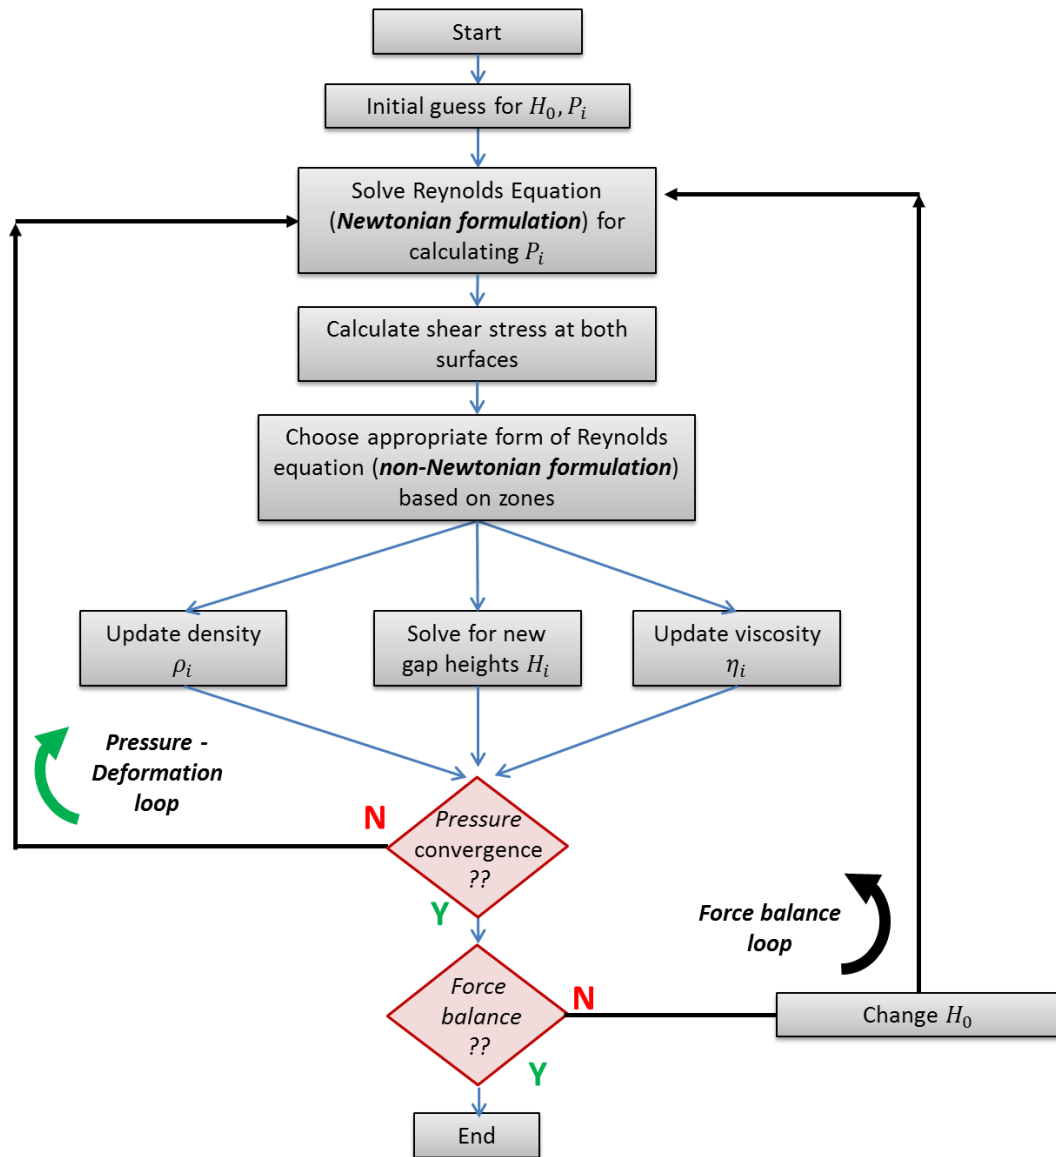 Start
Initial guess for H₀, Pᵢ
Solve Reynolds Equation
(Newtonian formulation) for
calculating Pᵢ
Calculate shear stress at both
surfaces
Choose appropriate form of Reynolds
equation (non-Newtonian formulation)
based on zones
Update density
ρᵢ
Solve for new
gap heights Hᵢ
Update viscosity
ηᵢ
Pressure -
Deformation
loop
N
Pressure
convergence
??
Y
Force balance
loop
Force
balance
??
N
Change H₀
Y
End